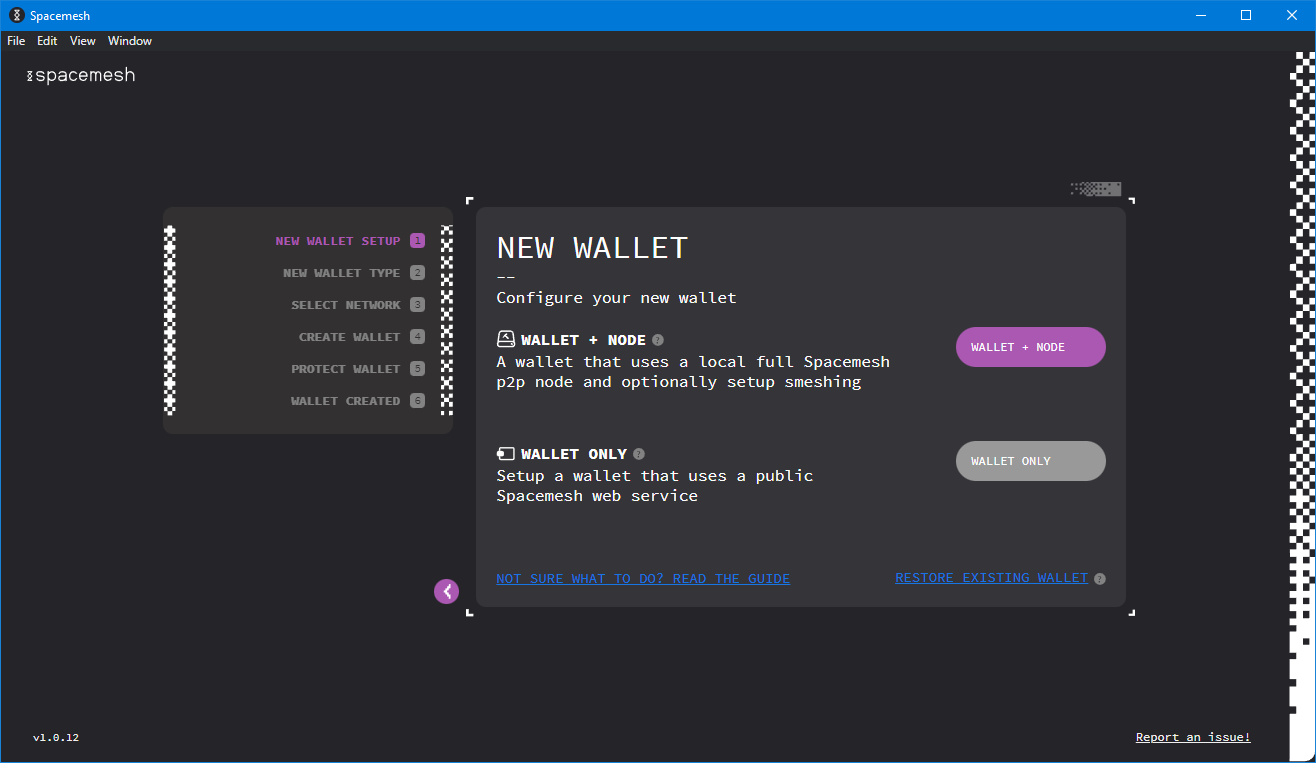 Spacemesh
File Edit View Window
spacemesh
NEW WALLET SETUP 1
NEW WALLET TYPE 2
SELECT NETWORK 3
CREATE WALLET 4
PROTECT WALLET 5
WALLET CREATED 6
NEW WALLET
--
Configure your new wallet
WALLET + NODE ?
A wallet that uses a local full Spacemesh
p2p node and optionally setup smeshing
WALLET + NODE
WALLET ONLY ?
Setup a wallet that uses a public
Spacemesh web service
WALLET ONLY
NOT SURE WHAT TO DO? READ THE GUIDE
RESTORE EXISTING WALLET ?
v1.0.12
Report an issue!